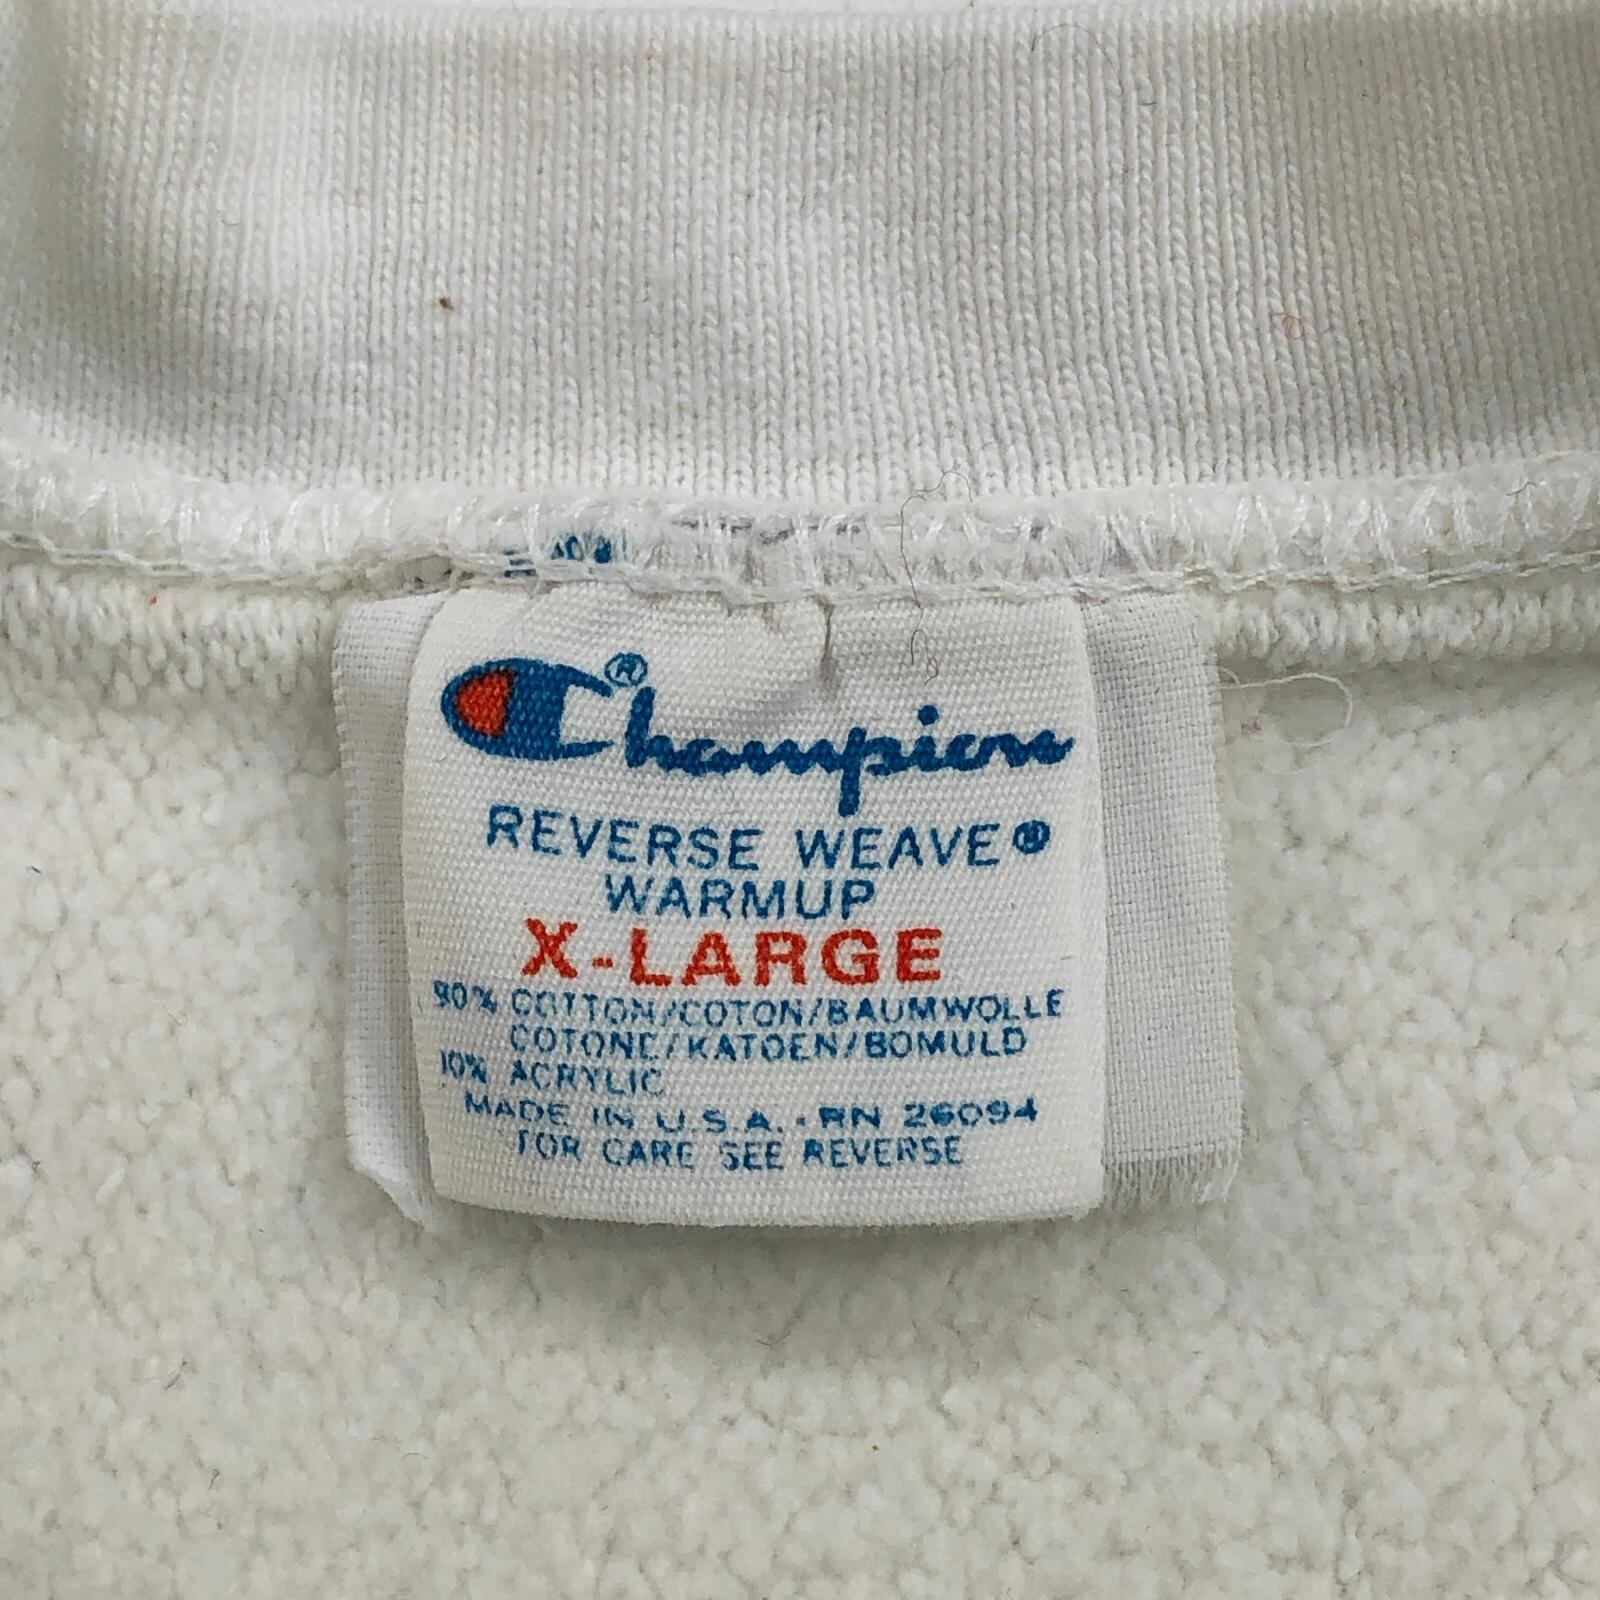 Champion®
REVERSE WEAVE®
WARMUP
X-LARGE
90% COTTON/COTON/BAUMWOLLE
COTONE/KATOEN/BOMULD
10% ACRYLIC
MADE IN U.S.A. - RN 26094
FOR CARE SEE REVERSE